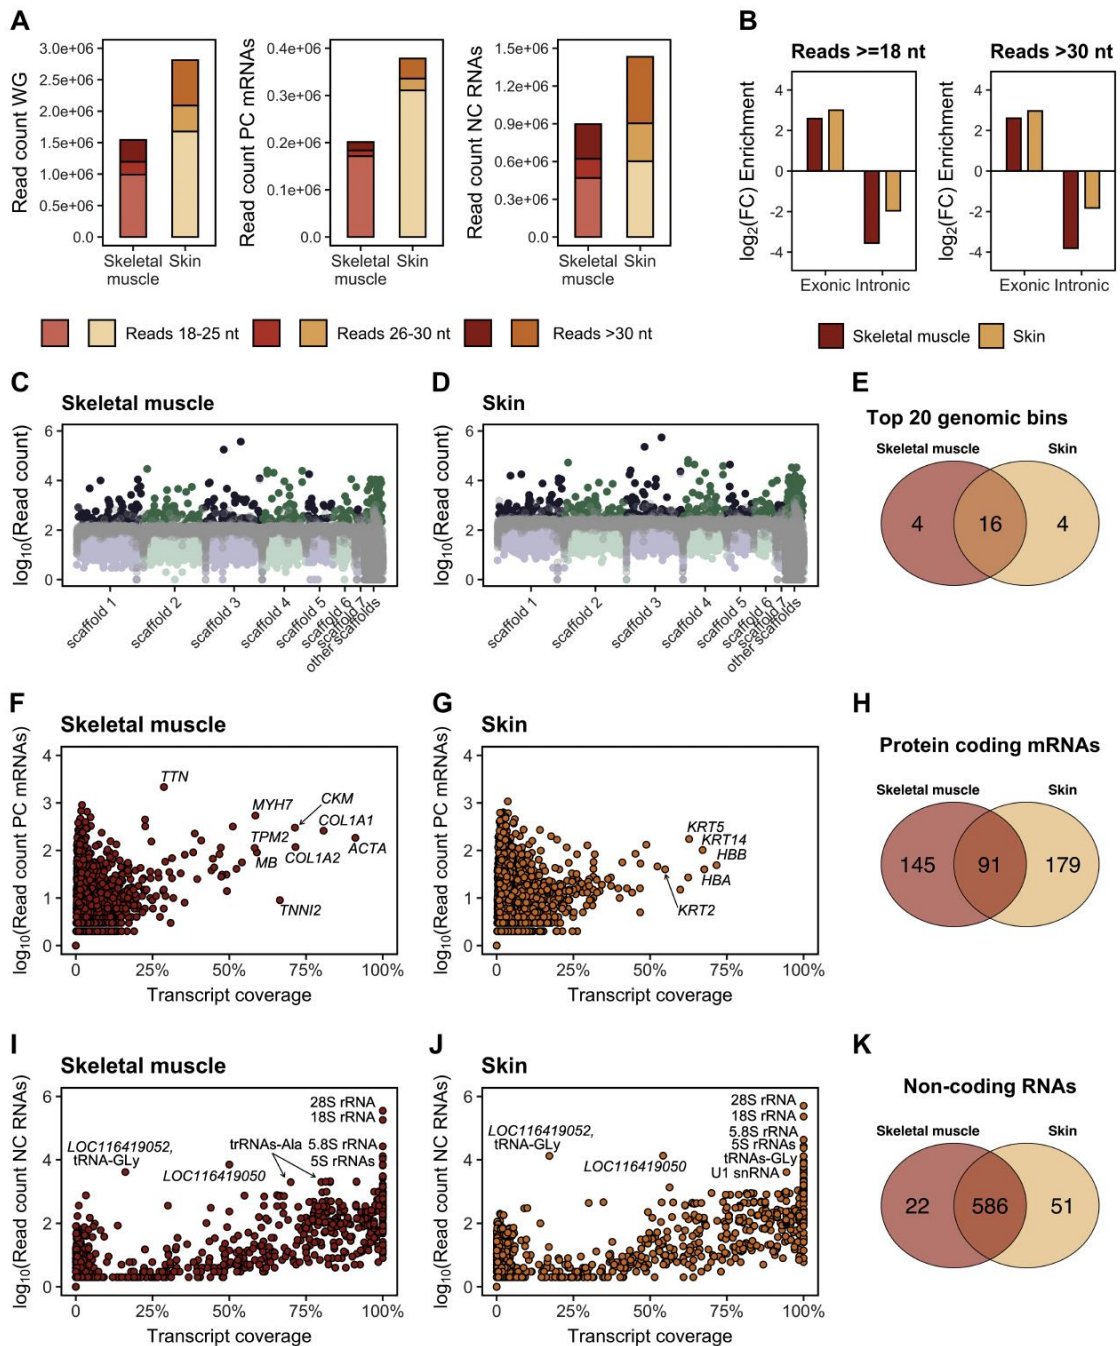 A
Read count WG
3.0e+06
2.5e+06
2.0e+06
1.5e+06
1.0e+06
0.5e+06
0.0
Skeletal muscle
Skin
Read count PC mRNAs
0.4e+06
0.3e+06
0.2e+06
0.1e+06
0.0
Skeletal muscle
Skin
Read count NC RNAs
1.5e+06
1.2e+06
0.9e+06
0.6e+06
0.3e+06
0.0
Skeletal muscle
Skin
Reads 18-25 nt
Reads 26-30 nt
Reads >30 nt
B
Reads >=18 nt
log2(FC) Enrichment
4
2
0
-2
-4
Exonic Intronic
Reads >30 nt
log2(FC) Enrichment
4
2
0
-2
-4
Exonic Intronic
Skeletal muscle
Skin
C
Skeletal muscle
log10(Read count)
6
4
2
0
scaffold 1
scaffold 2
scaffold 3
scaffold 4
scaffold 5
scaffold 6
scaffold 7
other scaffolds
D
Skin
log10(Read count)
6
4
2
0
scaffold 1
scaffold 2
scaffold 3
scaffold 4
scaffold 5
scaffold 6
scaffold 7
other scaffolds
E
Top 20 genomic bins
Skeletal muscle
Skin
4
16
4
F
Skeletal muscle
log10(Read count PC mRNAs)
4
3
2
1
0
TTN
MYH7
CKM
COL1A1
TPM2
MB
COL1A2
ACTA
TNNI2
0
25%
50%
75%
100%
Transcript coverage
G
Skin
log10(Read count PC mRNAs)
4
3
2
1
0
KRT5
KRT14
HBB
HBA
KRT2
0
25%
50%
75%
100%
Transcript coverage
H
Protein coding mRNAs
Skeletal muscle
Skin
145
91
179
I
Skeletal muscle
log10(Read count NC RNAs)
6
4
2
0
28S rRNA
18S rRNA
LOC116419052,
tRNA-GLy
trRNAs-Ala
5.8S rRNA
LOC116419050
5S rRNAs
0
25%
50%
75%
100%
Transcript coverage
J
Skin
log10(Read count NC RNAs)
6
4
2
0
28S rRNA
18S rRNA
LOC116419052,
tRNA-GLy
5.8S rRNA
5S rRNAs
LOC116419050
tRNAs-GLy
U1 snRNA
0
25%
50%
75%
100%
Transcript coverage
K
Non-coding RNAs
Skeletal muscle
Skin
22
586
51